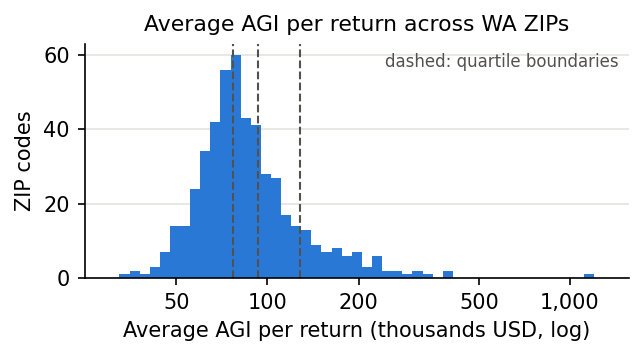 Average AGI per return across WA ZIPs
dashed: quartile boundaries
ZIP codes
60
40
20
0
50 100 200 500 1,000
Average AGI per return (thousands USD, log)